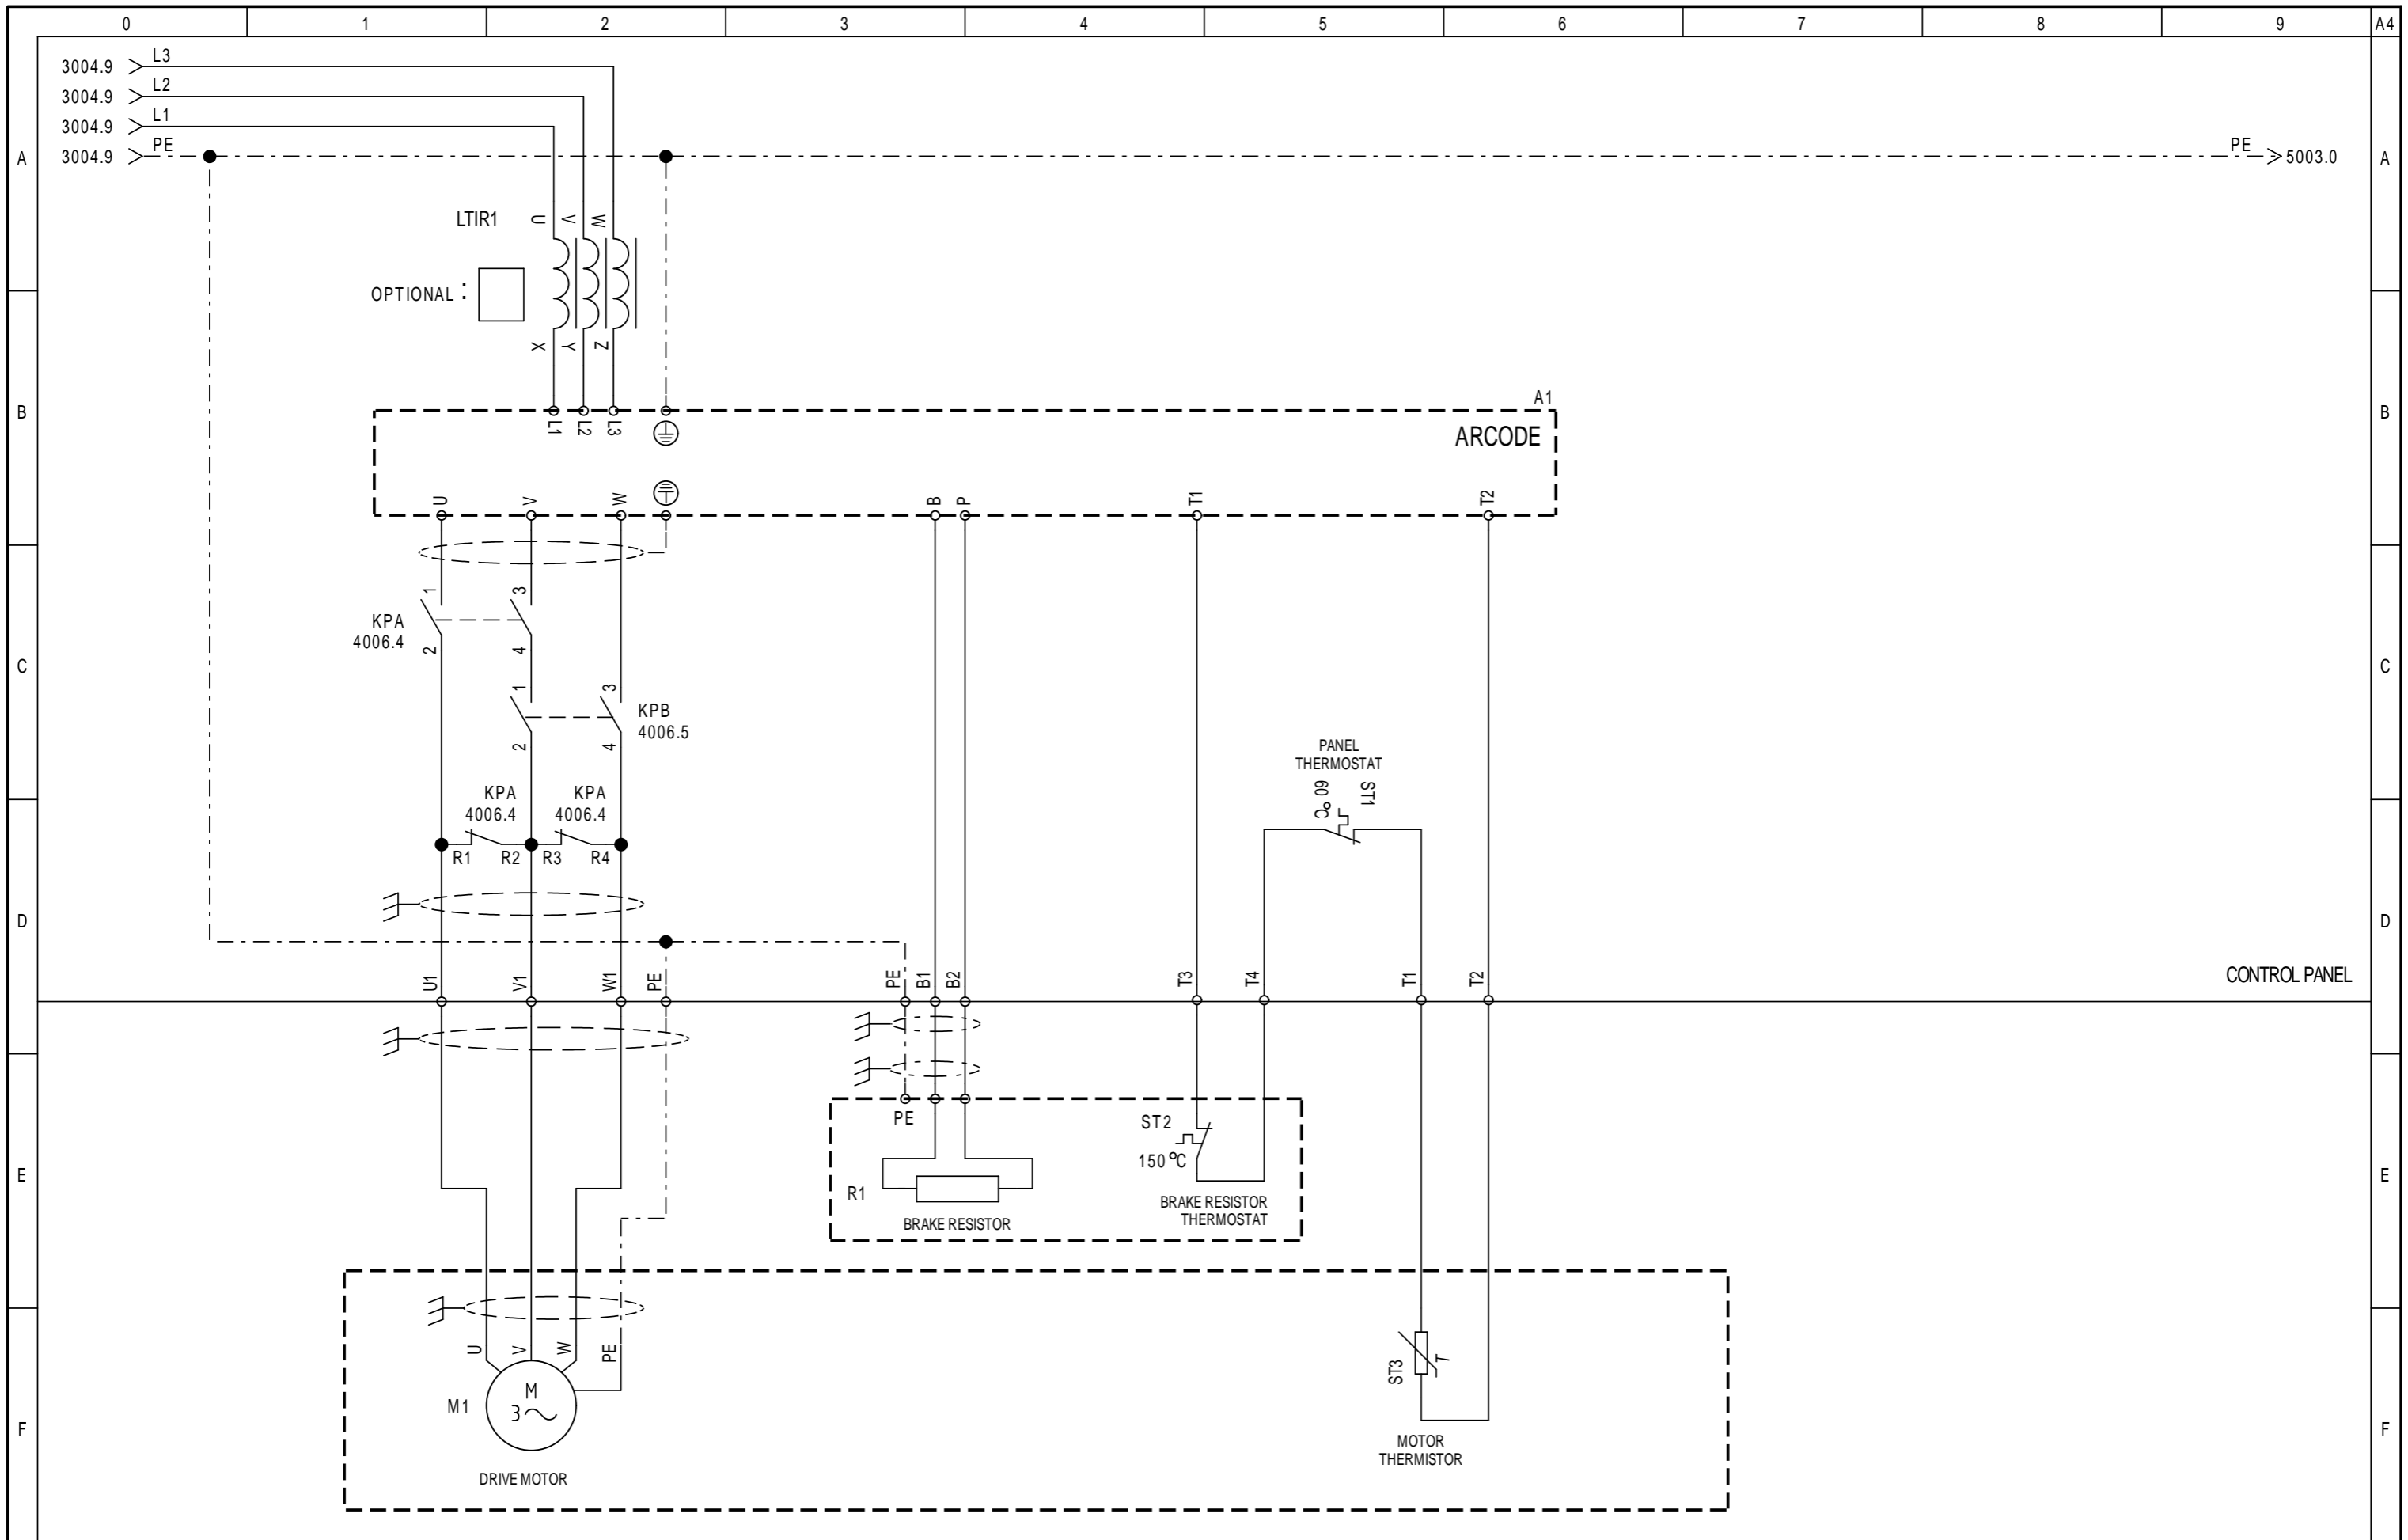 0 1 2 3 4 5 6 7 8 9 A4
3004.9 L3
3004.9 L2
3004.9 L1
3004.9 PE
PE 5003.0
A A
LTIR1 U V W
OPTIONAL :
X Y Z
A1
B B
L1 L2 L3
ARCODE
U V W B P T1 T2
1 3
KPA
4006.4
2 4
C C
1 3
KPB
4006.5
2 4
PANEL
THERMOSTAT
60 °C ST1
KPA KPA
4006.4 4006.4
R1 R2 R3 R4
D D
U1 V1 W1 PE PE B1 B2 T3 T4 T1 T2
CONTROL PANEL
PE
ST2
150 °C
E E
R1
BRAKE RESISTOR
BRAKE RESISTOR
THERMOSTAT
U V W PE
ST3 T
M1
M
3
F F
MOTOR
THERMISTOR
DRIVE MOTOR